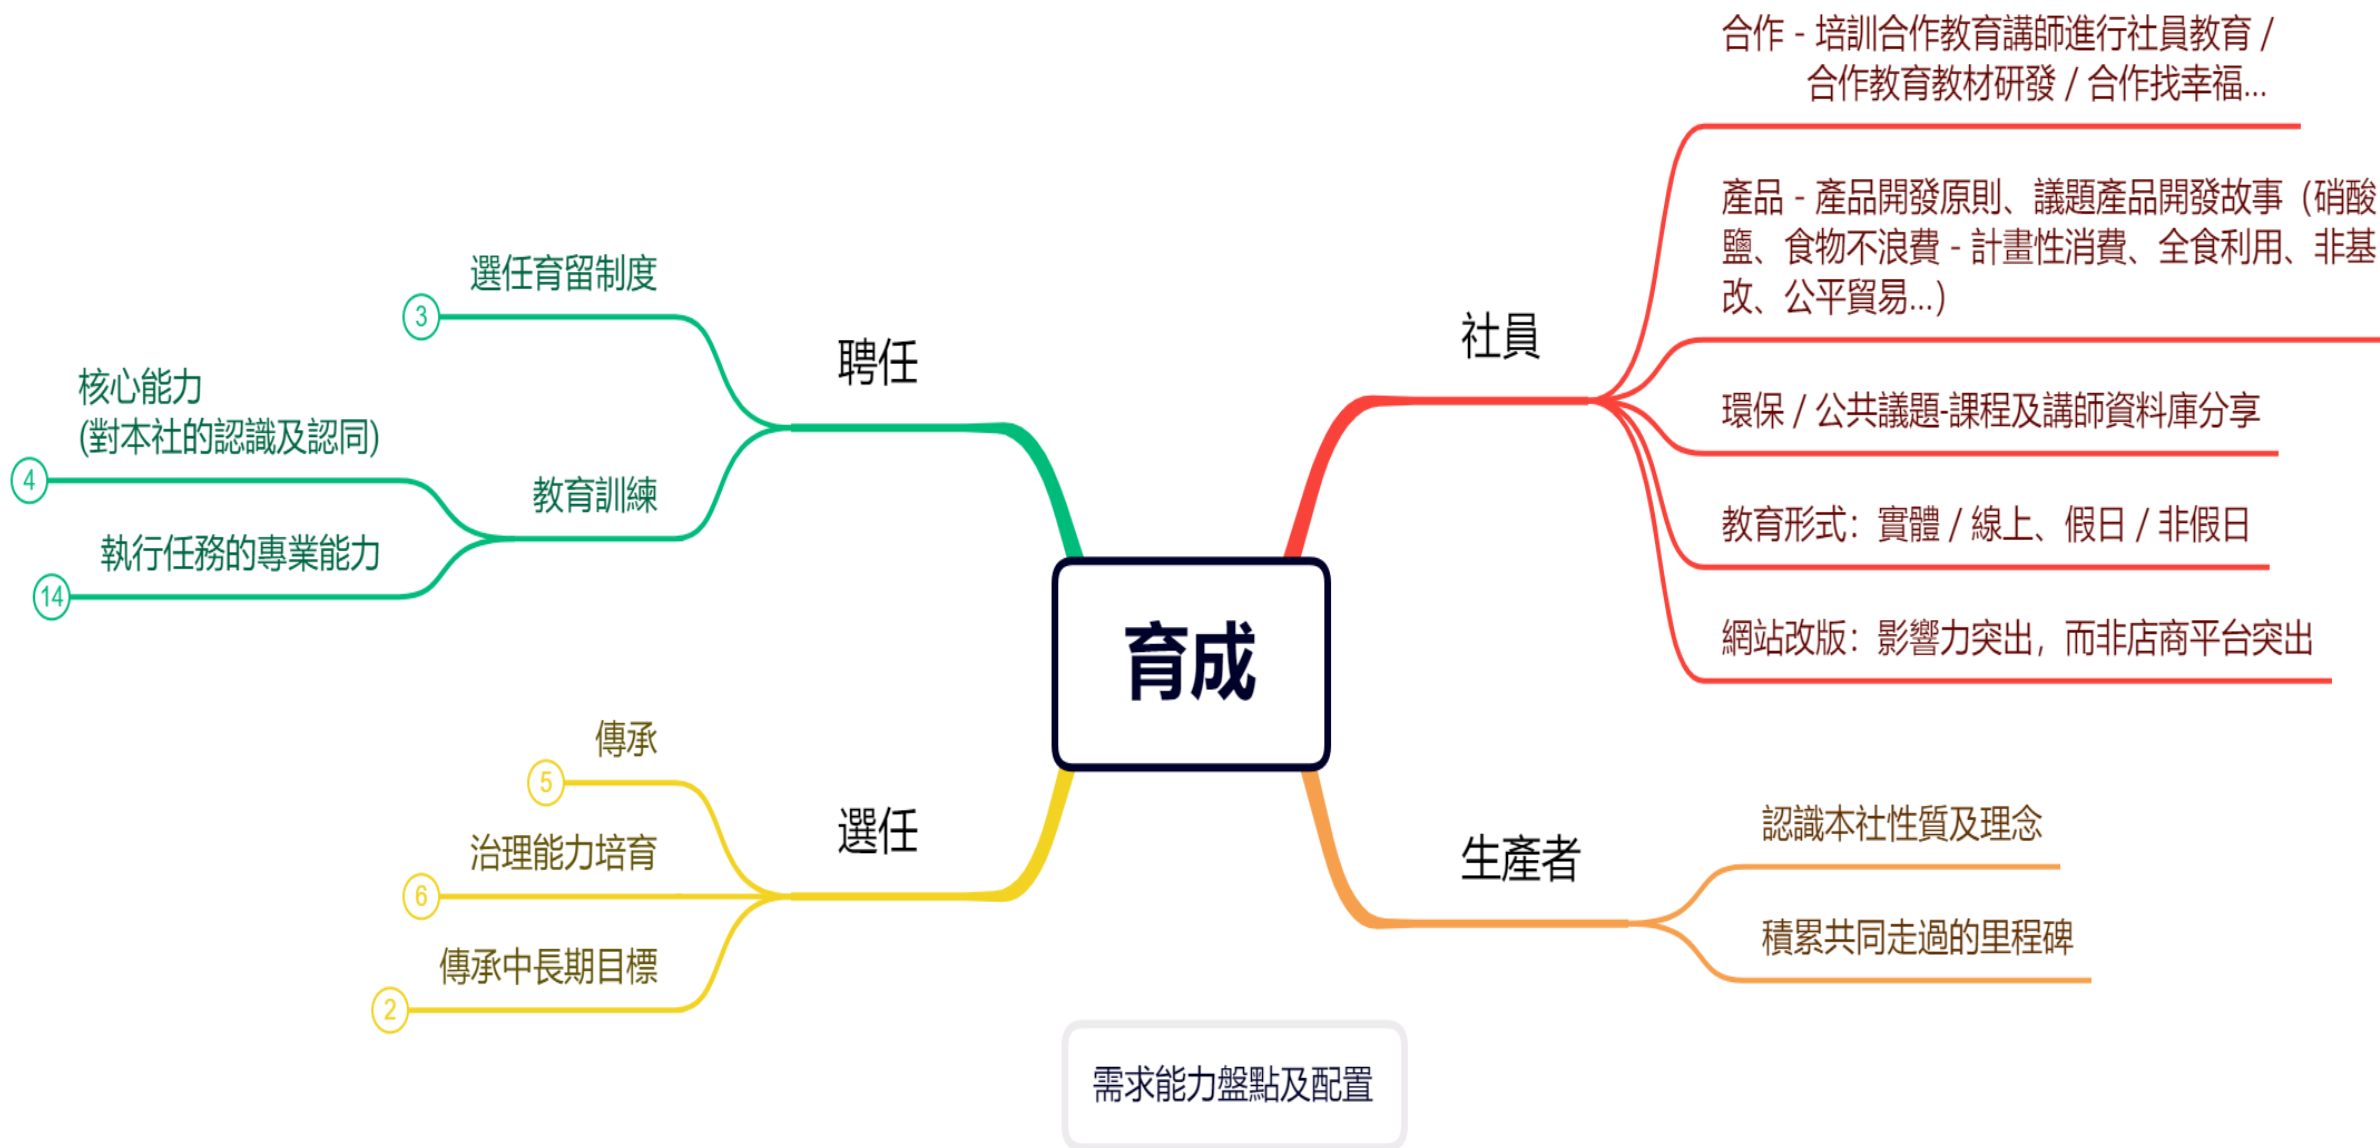 育成
社員
合作 - 培訓合作教育講師進行社員教育 /
合作教育教材研發 / 合作找幸福...
產品 - 產品開發原則、議題產品開發故事（硝酸
鹽、食物不浪費 - 計畫性消費、全食利用、非基
改、公平貿易...)
環保 / 公共議題-課程及講師資料庫分享
教育形式：實體 / 線上、假日 / 非假日
網站改版：影響力突出，而非店商平台突出
生產者
認識本社性質及理念
積累共同走過的里程碑
聘任
選任育留制度
3
教育訓練
核心能力
(對本社的認識及認同)
4
執行任務的專業能力
14
選任
傳承
5
治理能力培育
6
傳承中長期目標
2
需求能力盤點及配置